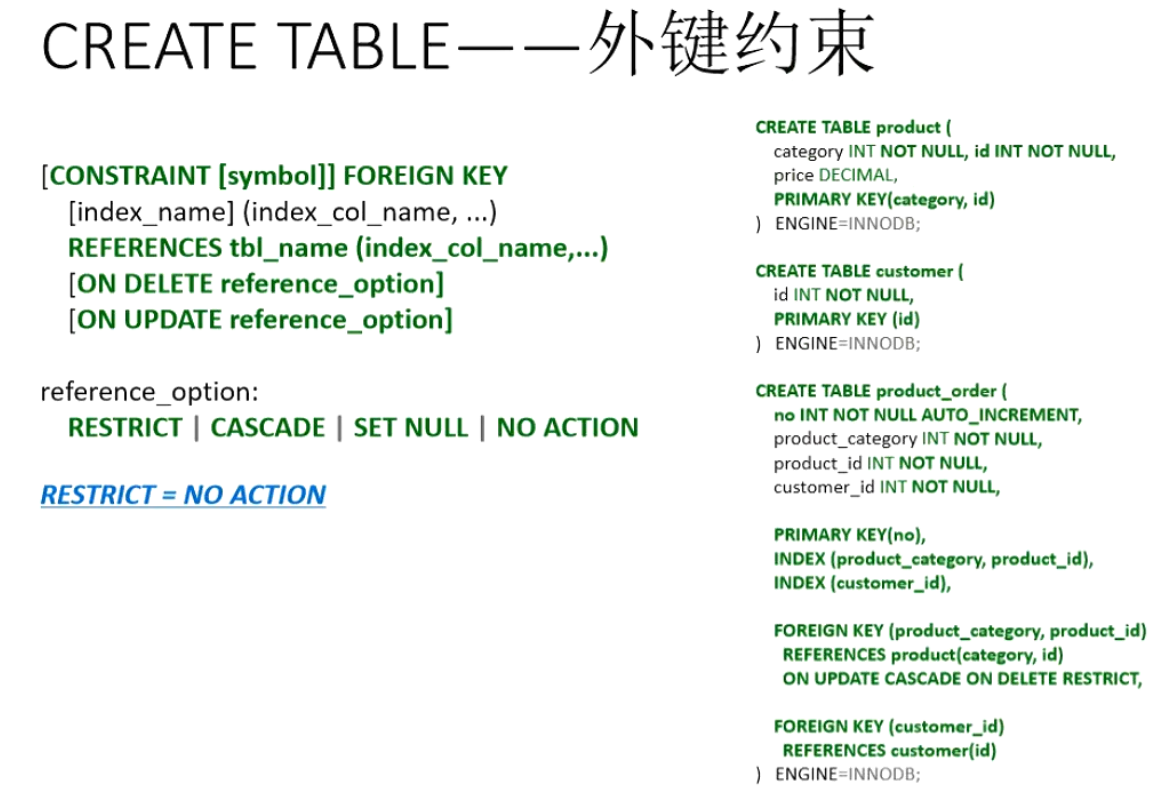 CREATE TABLE——外键约束
[CONSTRAINT [symbol]] FOREIGN KEY
[index_name] (index_col_name, ...)
REFERENCES tbl_name (index_col_name,...)
[ON DELETE reference_option]
[ON UPDATE reference_option]
reference_option:
RESTRICT | CASCADE | SET NULL | NO ACTION
RESTRICT = NO ACTION
CREATE TABLE product (
category INT NOT NULL, id INT NOT NULL,
price DECIMAL,
PRIMARY KEY(category, id)
) ENGINE=INNODB;
CREATE TABLE customer (
id INT NOT NULL,
PRIMARY KEY (id)
) ENGINE=INNODB;
CREATE TABLE product_order (
no INT NOT NULL AUTO_INCREMENT,
product_category INT NOT NULL,
product_id INT NOT NULL,
customer_id INT NOT NULL,
PRIMARY KEY(no),
INDEX (product_category, product_id),
INDEX (customer_id),
FOREIGN KEY (product_category, product_id)
REFERENCES product(category, id)
ON UPDATE CASCADE ON DELETE RESTRICT,
FOREIGN KEY (customer_id)
REFERENCES customer(id)
) ENGINE=INNODB;